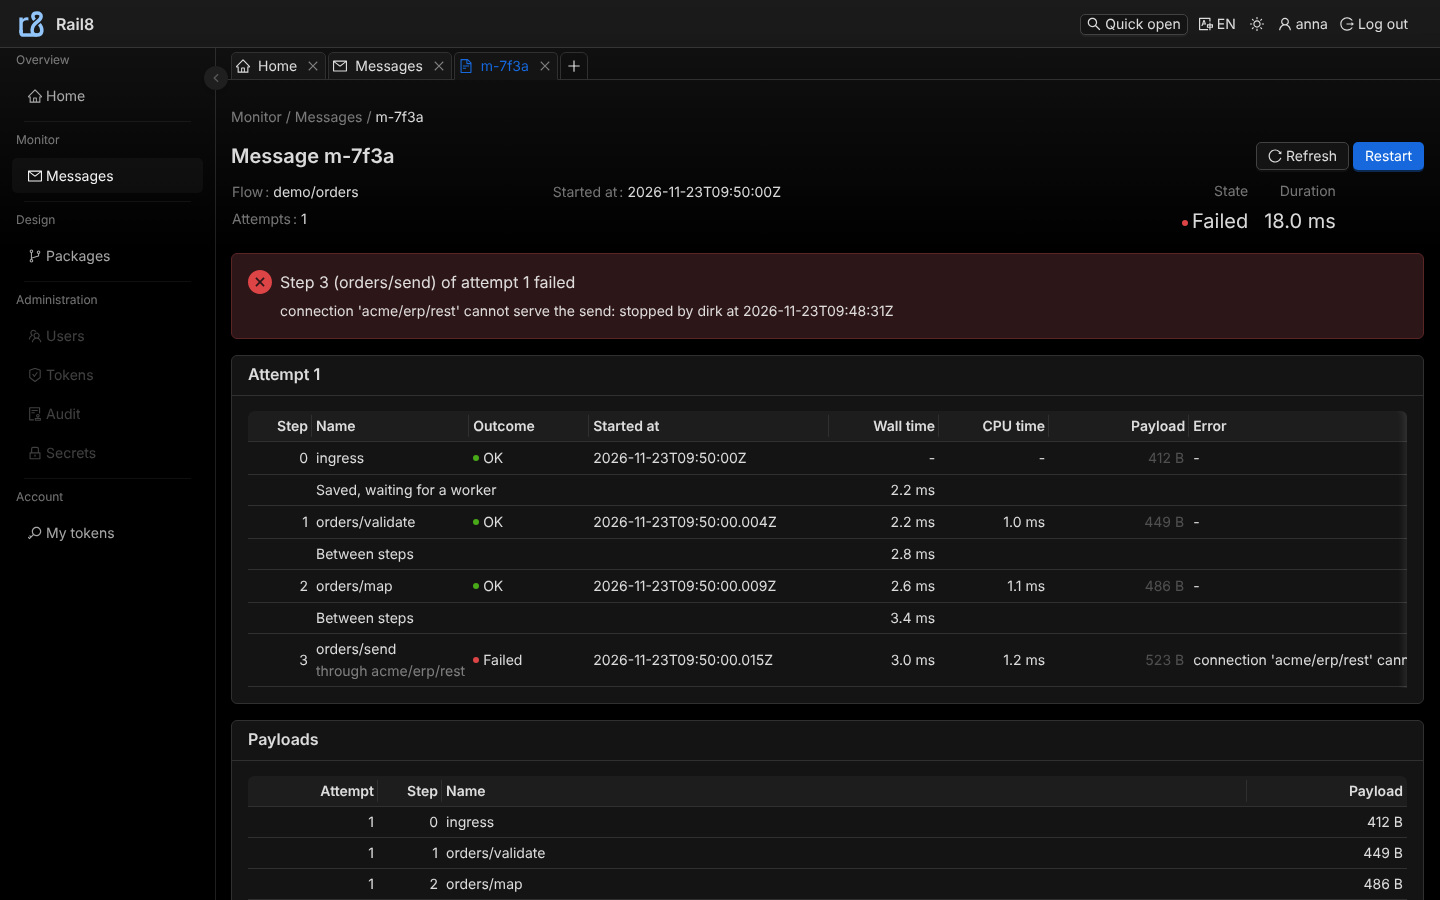 Rail8
Quick open
EN
anna
Log out
Overview
Home
Monitor
Messages
Design
Packages
Administration
Users
Tokens
Audit
Secrets
Account
My tokens
Home
Messages
m-7f3a
Monitor / Messages / m-7f3a
Message m-7f3a
Refresh
Restart
Flow: demo/orders
Started at: 2026-11-23T09:50:00Z
Attempts: 1
State
Duration
Failed
18.0 ms
Step 3 (orders/send) of attempt 1 failed
connection 'acme/erp/rest' cannot serve the send: stopped by dirk at 2026-11-23T09:48:31Z
Attempt 1
Step Name Outcome Started at Wall time CPU time Payload Error
0 ingress OK 2026-11-23T09:50:00Z - - 412 B -
Saved, waiting for a worker 2.2 ms
1 orders/validate OK 2026-11-23T09:50:00.004Z 2.2 ms 1.0 ms 449 B -
Between steps 2.8 ms
2 orders/map OK 2026-11-23T09:50:00.009Z 2.6 ms 1.1 ms 486 B -
Between steps 3.4 ms
3 orders/send Failed 2026-11-23T09:50:00.015Z 3.0 ms 1.2 ms 523 B connection 'acme/erp/rest' cann
through acme/erp/rest
Payloads
Attempt Step Name Payload
1 0 ingress 412 B
1 1 orders/validate 449 B
1 2 orders/map 486 B